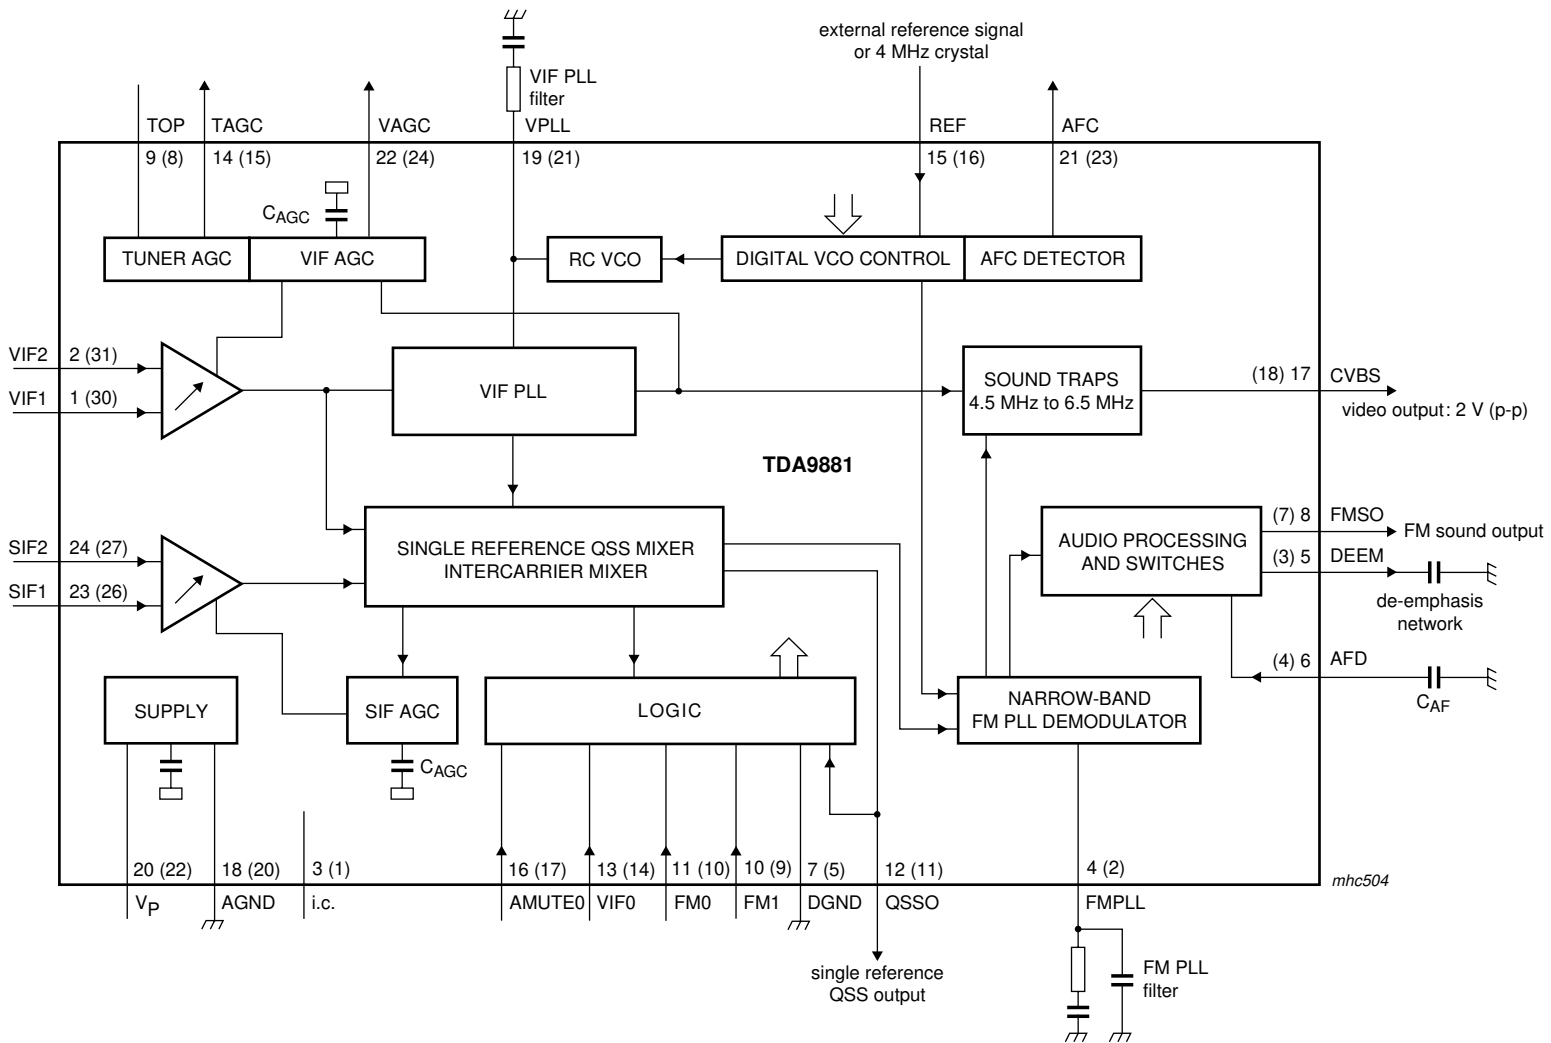 external reference signal
or 4 MHz crystal
VIF PLL
filter
TOP
TAGC
VAGC
VPLL
REF
AFC
9 (8)
14 (15)
22 (24)
19 (21)
15 (16)
21 (23)
CAGC
TUNER AGC
VIF AGC
RC VCO
DIGITAL VCO CONTROL
AFC DETECTOR
VIF2
2 (31)
VIF1
1 (30)
VIF PLL
SOUND TRAPS
4.5 MHz to 6.5 MHz
(18) 17
CVBS
video output: 2 V (p-p)
TDA9881
SIF2
24 (27)
SIF1
23 (26)
SINGLE REFERENCE QSS MIXER
INTERCARRIER MIXER
AUDIO PROCESSING
AND SWITCHES
(7) 8
FMSO
FM sound output
(3) 5
DEEM
de-emphasis
network
(4) 6
AFD
CAF
SUPPLY
SIF AGC
LOGIC
NARROW-BAND
FM PLL DEMODULATOR
CAGC
20 (22)
18 (20)
3 (1)
16 (17)
13 (14)
11 (10)
10 (9)
7 (5)
12 (11)
4 (2)
mhc504
VP
AGND
i.c.
AMUTE0
VIF0
FM0
FM1
DGND
QSSO
FMPLL
single reference
QSS output
FM PLL
filter